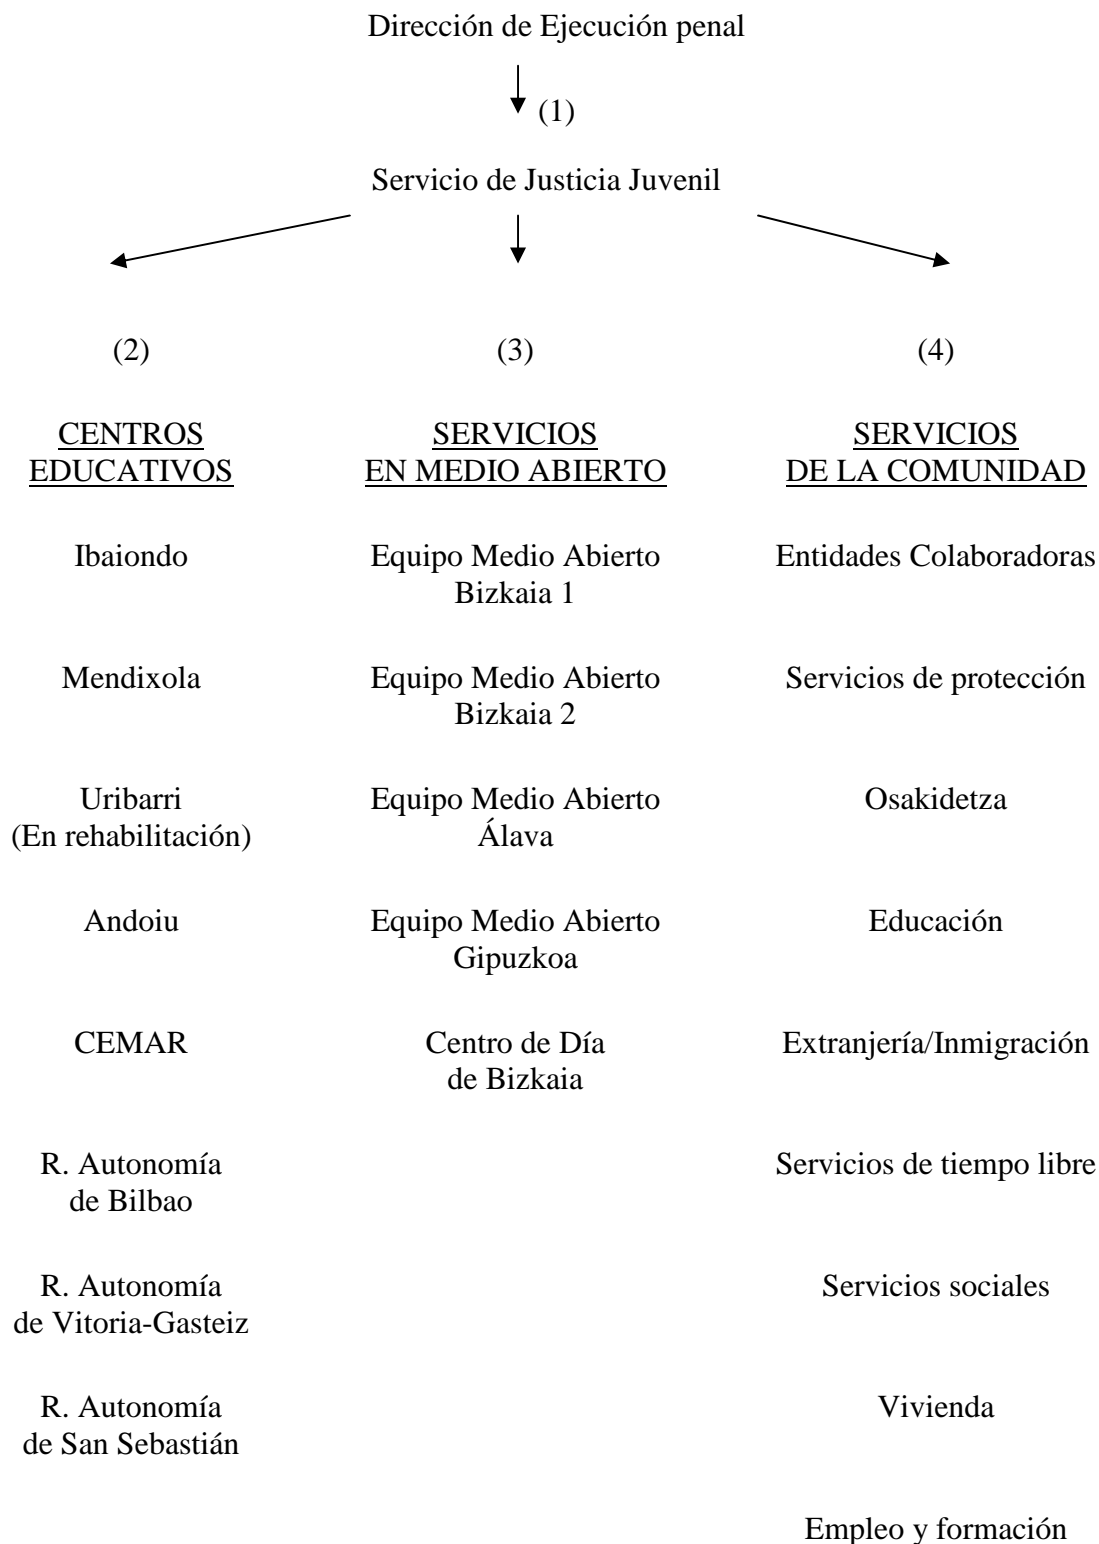 Dirección de Ejecución penal
(1)
Servicio de Justicia Juvenil
(2)
(3)
(4)
CENTROS
EDUCATIVOS
SERVICIOS
EN MEDIO ABIERTO
SERVICIOS
DE LA COMUNIDAD
Ibaiondo
Equipo Medio Abierto
Bizkaia 1
Entidades Colaboradoras
Mendixola
Equipo Medio Abierto
Bizkaia 2
Servicios de protección
Uribarri
(En rehabilitación)
Equipo Medio Abierto
Álava
Osakidetza
Andoiu
Equipo Medio Abierto
Gipuzkoa
Educación
CEMAR
Centro de Día
de Bizkaia
Extranjería/Inmigración
R. Autonomía
de Bilbao
Servicios de tiempo libre
R. Autonomía
de Vitoria-Gasteiz
Servicios sociales
R. Autonomía
de San Sebastián
Vivienda
Empleo y formación